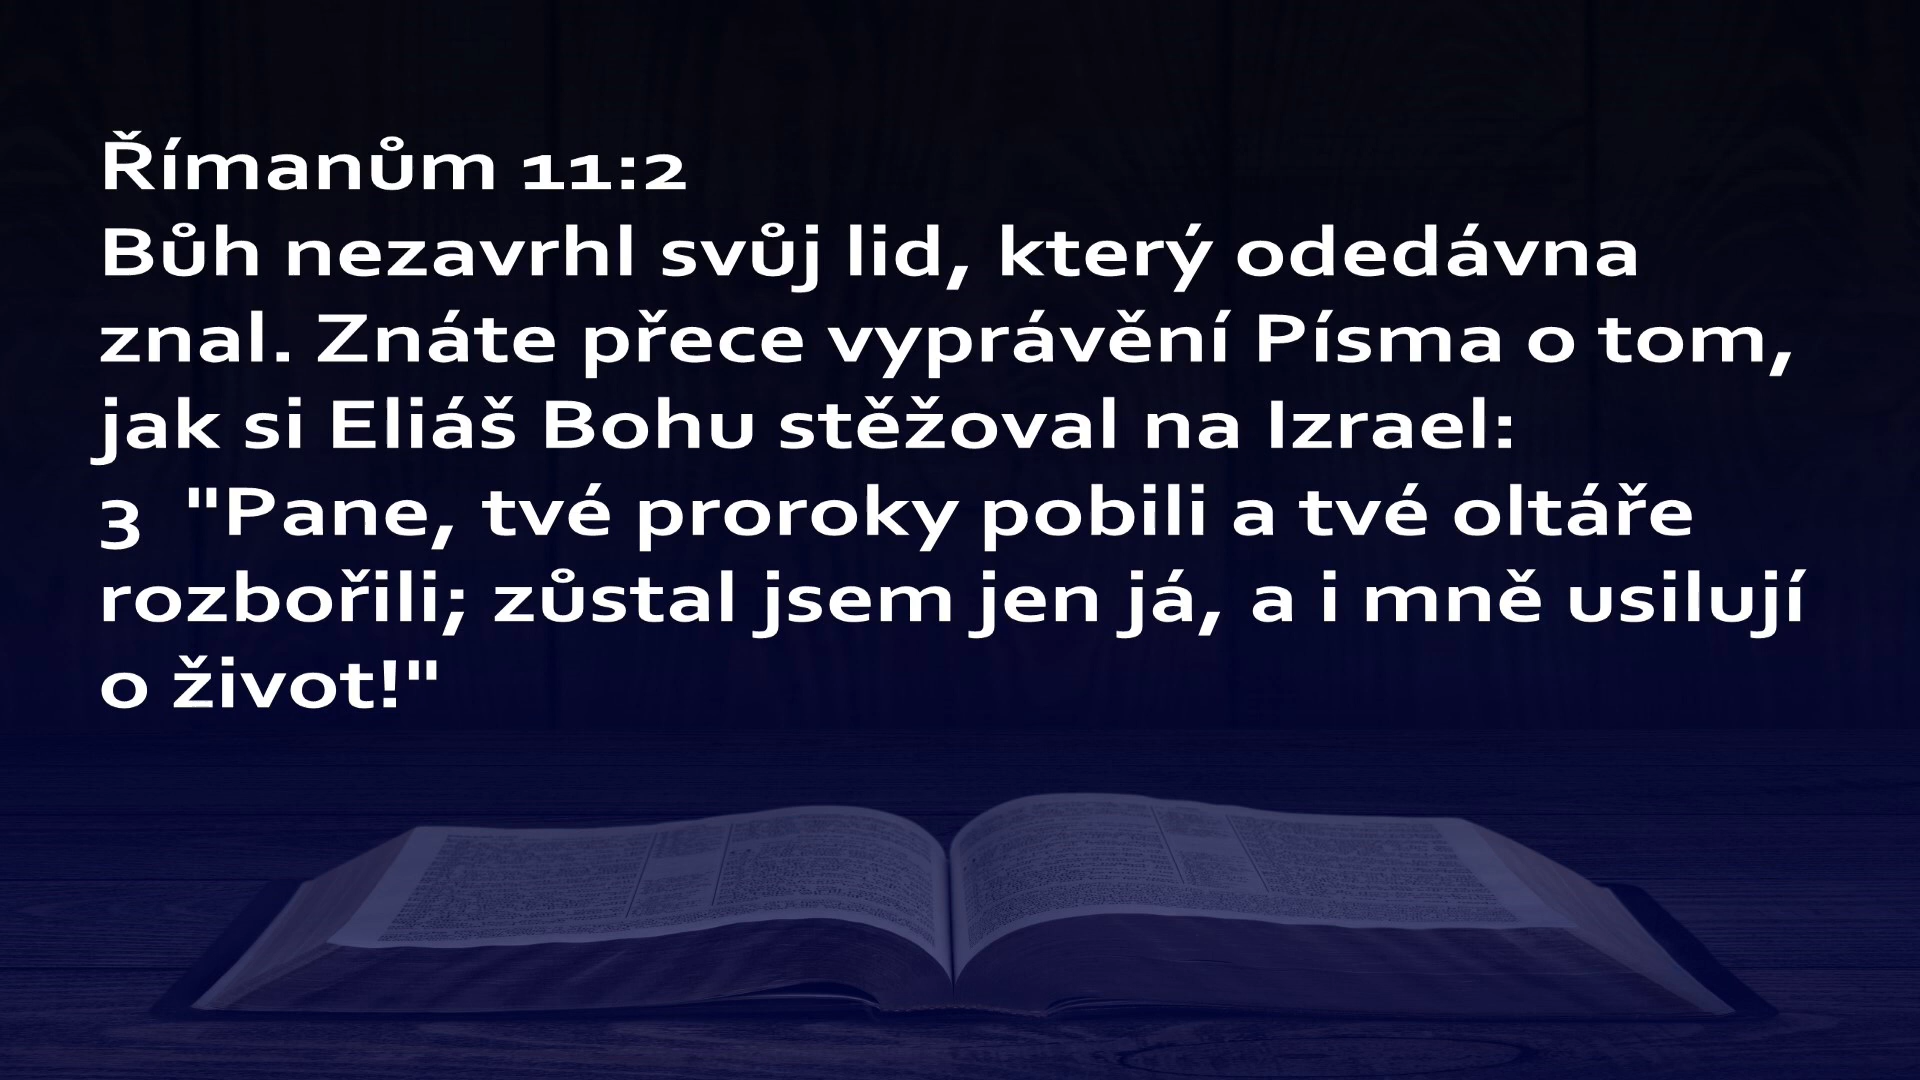 Římanům 11:2
Bůh nezavrhl svůj lid, který odedávna
znal. Znáte přece vyprávění Písma o tom,
jak si Eliáš Bohu stěžoval na Izrael:
3  "Pane, tvé proroky pobili a tvé oltáře
rozbořili; zůstal jsem jen já, a i mně usilují
o život!"